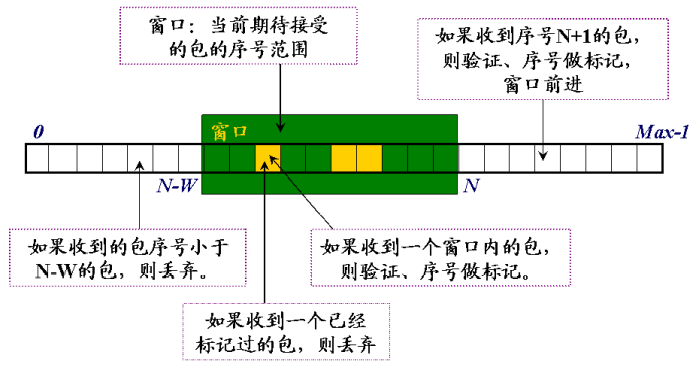 窗口：当前期待接受
的包的序号范围
如果收到序号N+1的包，
则验证、序号做标记，
窗口前进
0
窗口
Max-1
N-W
N
如果收到的包序号小于
N-W的包，则丢弃。
如果收到一个窗口内的包，
则验证、序号做标记。
如果收到一个已经
标记过的包，则丢弃